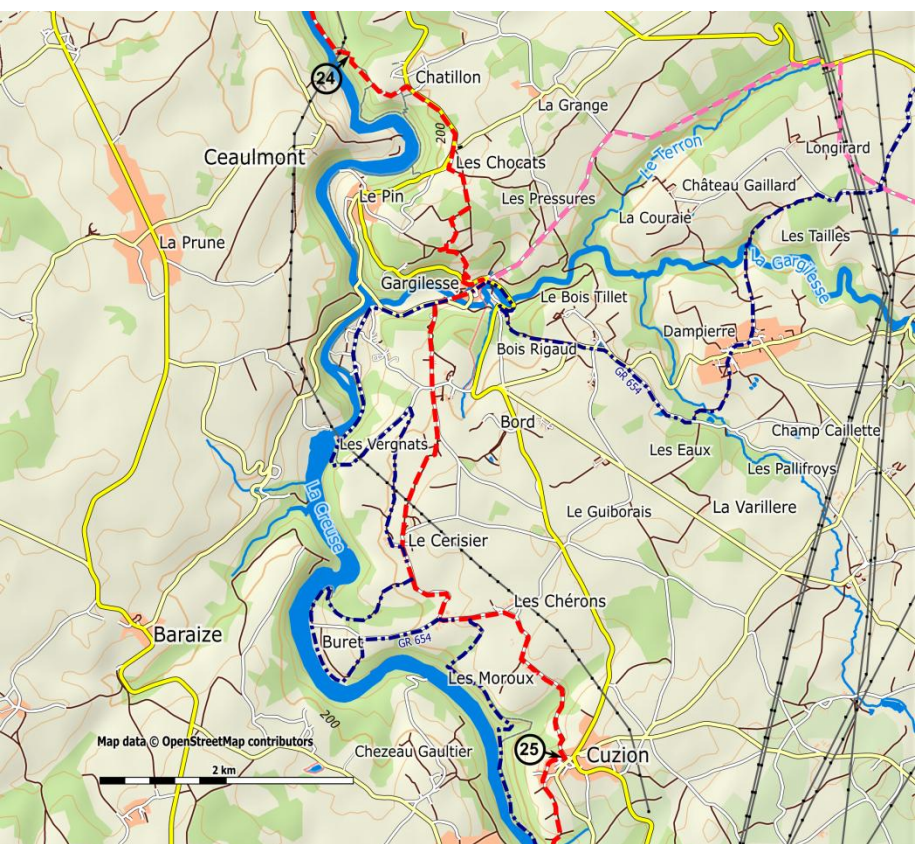 24
Chatillon
La Grange
200
Le Terron
Longirard
Ceaulmont
Les Chocats
Château Gaillard
Le Pin
Les Pressures
La Couraie
La Prune
Les Tailles
La Gargilesse
Gargilesse
Le Bois Tillet
Dampierre
Bois Rigaud
GR 654
Bord
Champ Caillette
Les Vergnats
Les Eaux
Les Pallifroys
La Creuse
Le Guiborais
La Varillere
Le Cerisier
Les Chérons
Baraize
Buret
GR 654
Les Moroux
200
Map data © OpenStreetMap contributors
Chezeau Gaultier
25
Cuzion
2 km